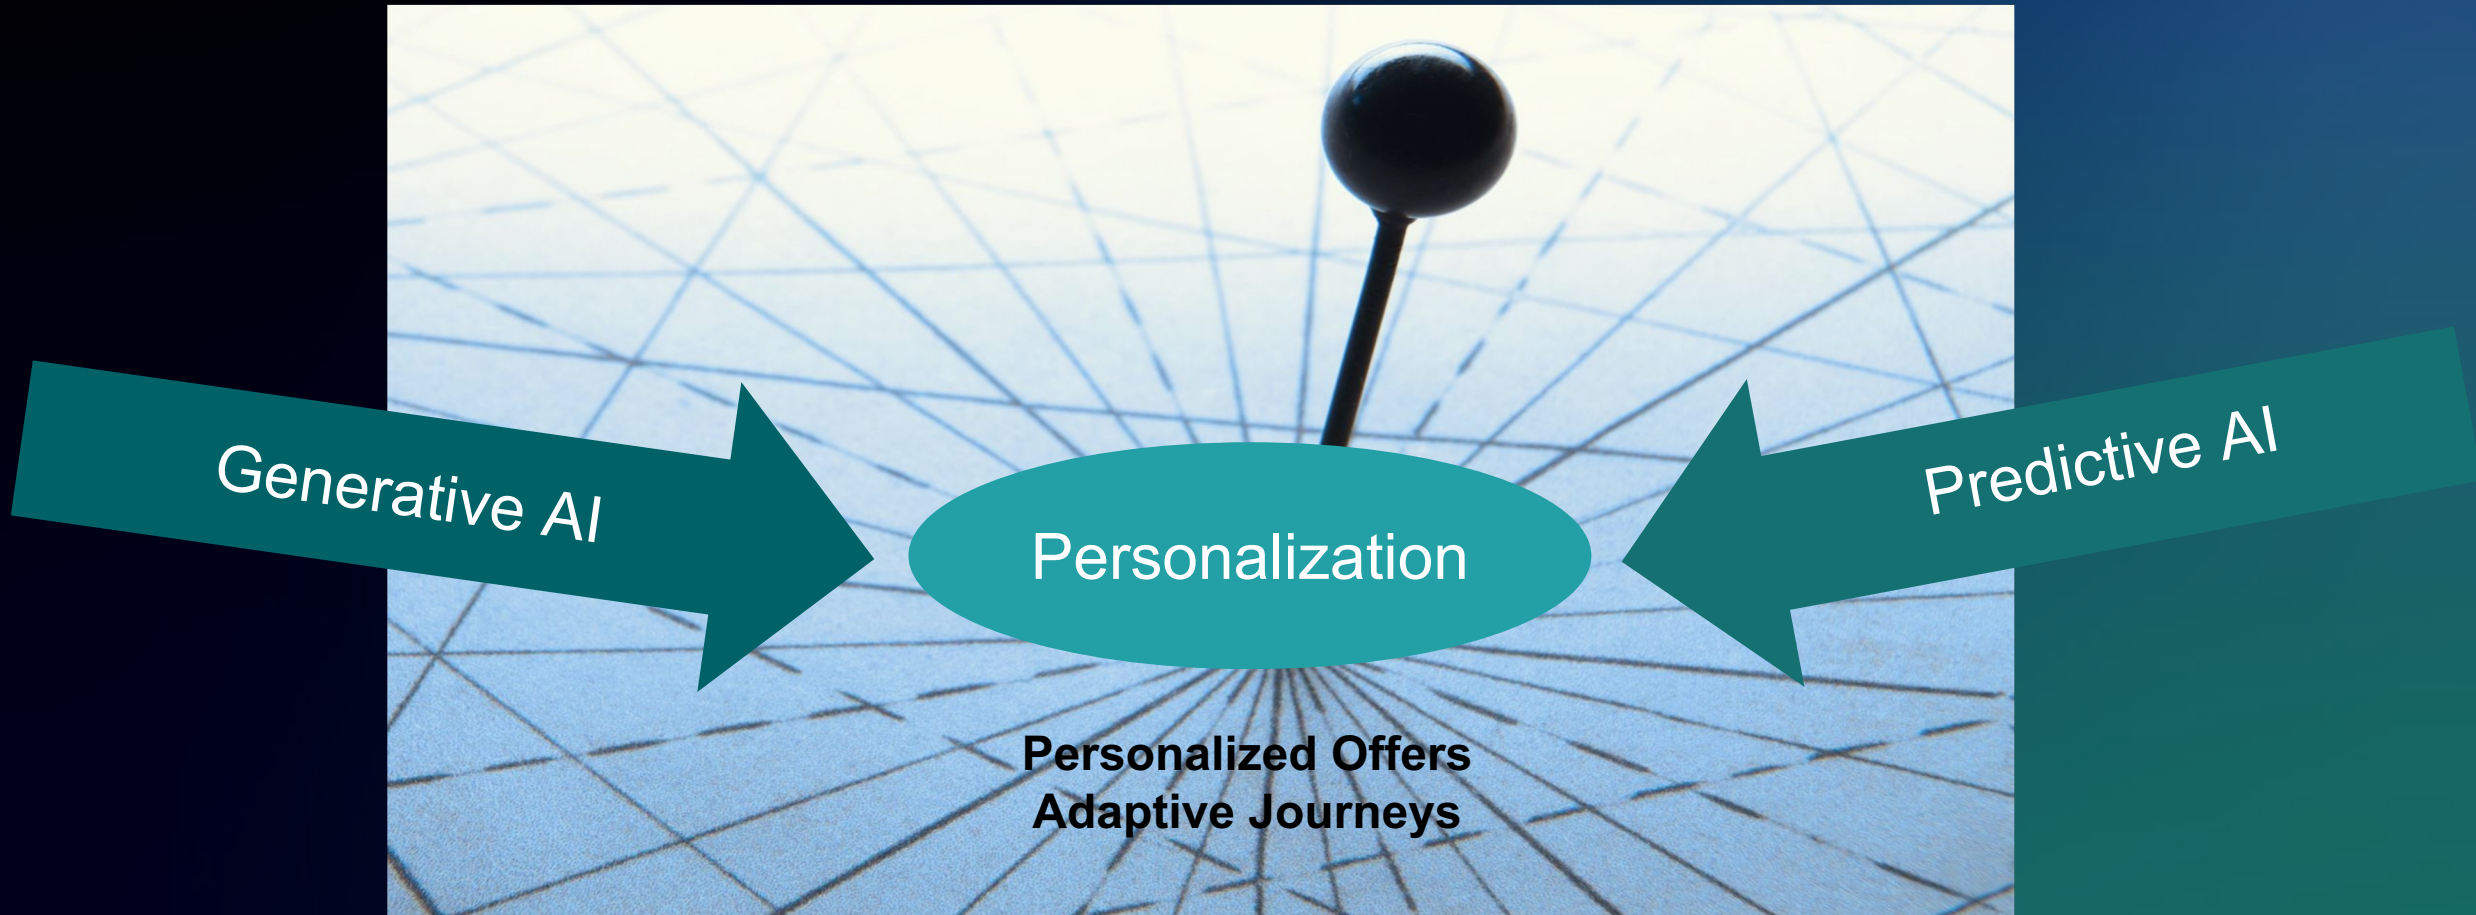 Generative AI
Personalization
Predictive AI
Personalized Offers
Adaptive Journeys